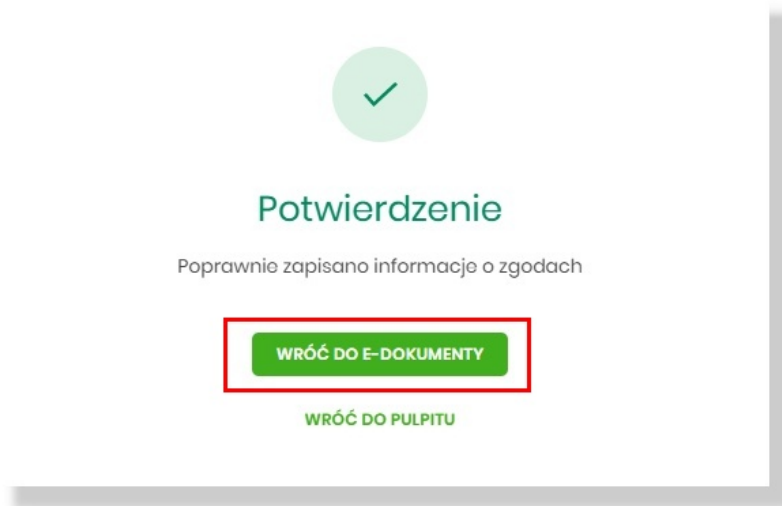 Potwierdzenie
Poprawnie zapisano informacje o zgodach
WRÓĆ DO E-DOKUMENTY
WRÓĆ DO PULPITU